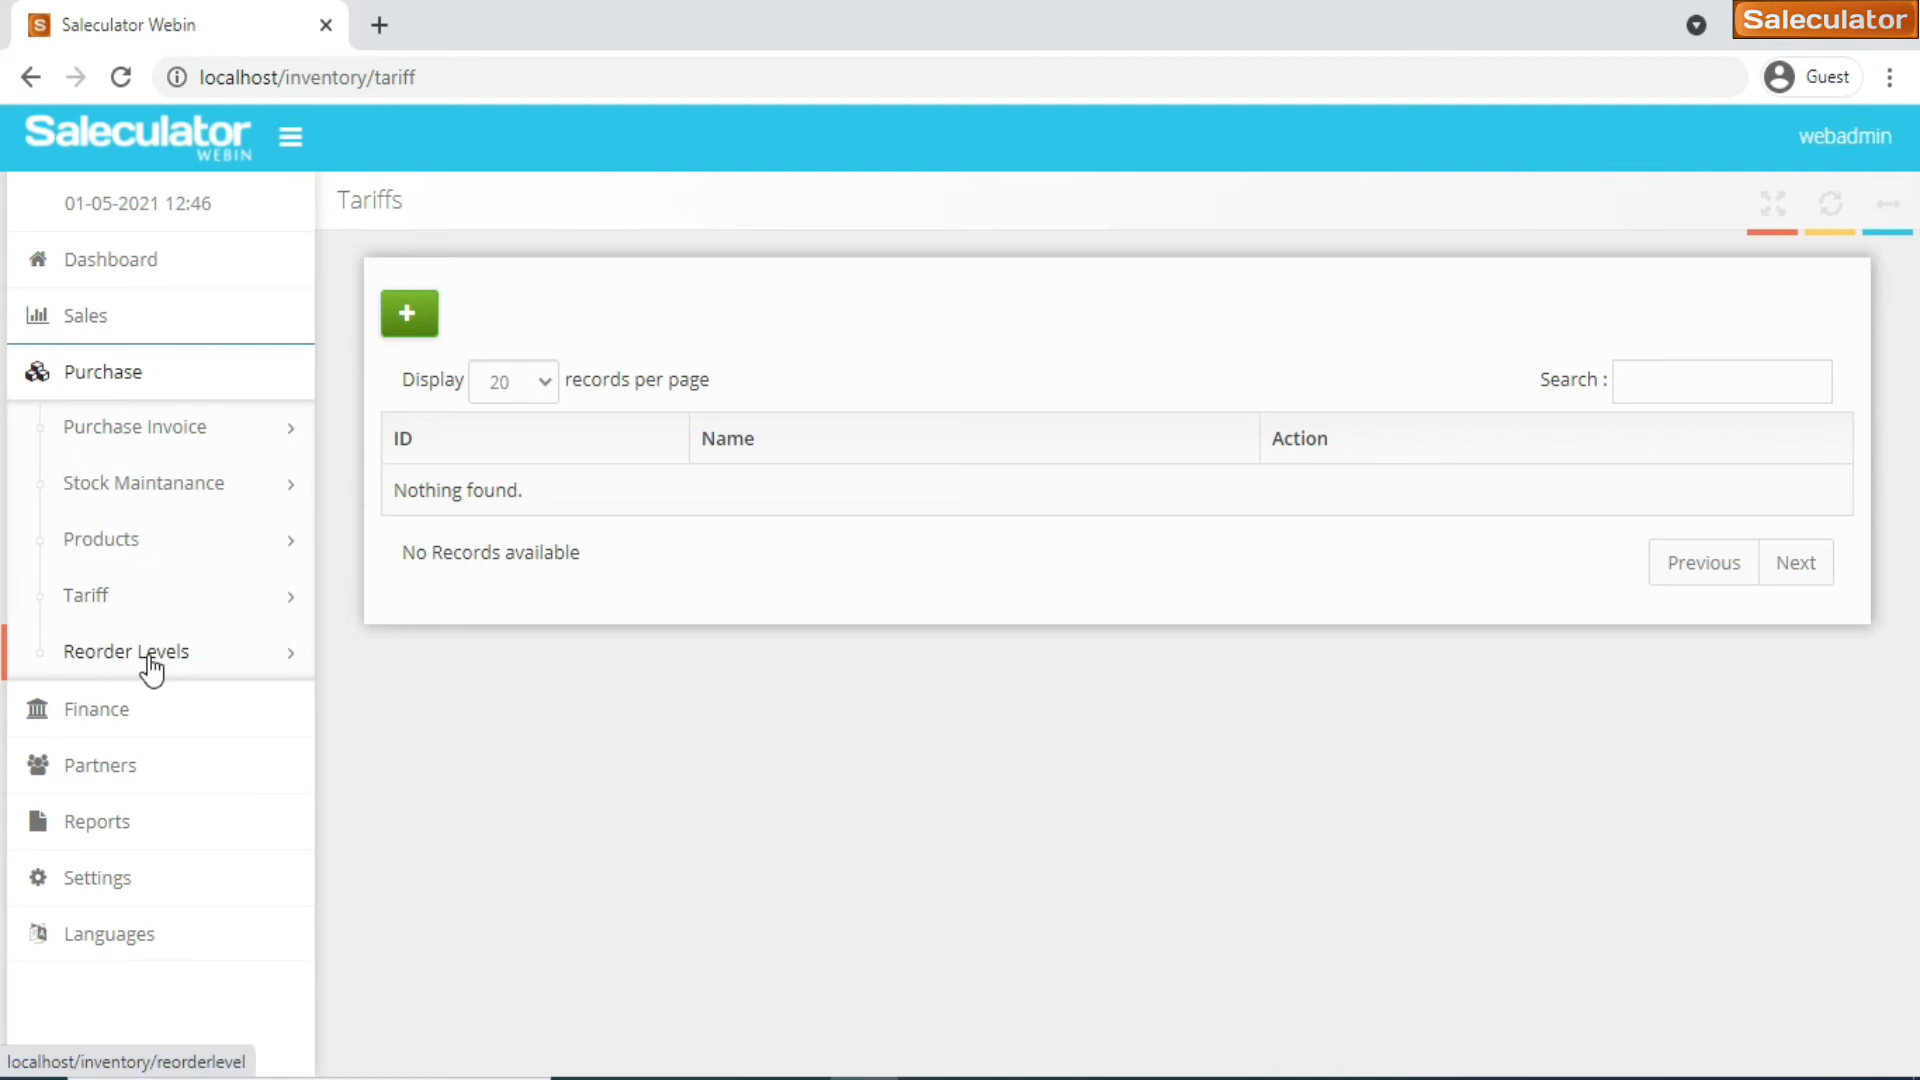 Saleculator Webin
Saleculator
localhost/inventory/tariff
Guest
Saleculator
WEBIN
webadmin
01-05-2021 12:46
Tariffs
Dashboard
Sales
Purchase
Purchase Invoice
Stock Maintanance
Products
Tariff
Reorder Levels
Finance
Partners
Reports
Settings
Languages
Display 20 records per page
Search :
ID Name Action
Nothing found.
No Records available
Previous Next
localhost/inventory/reorderlevel